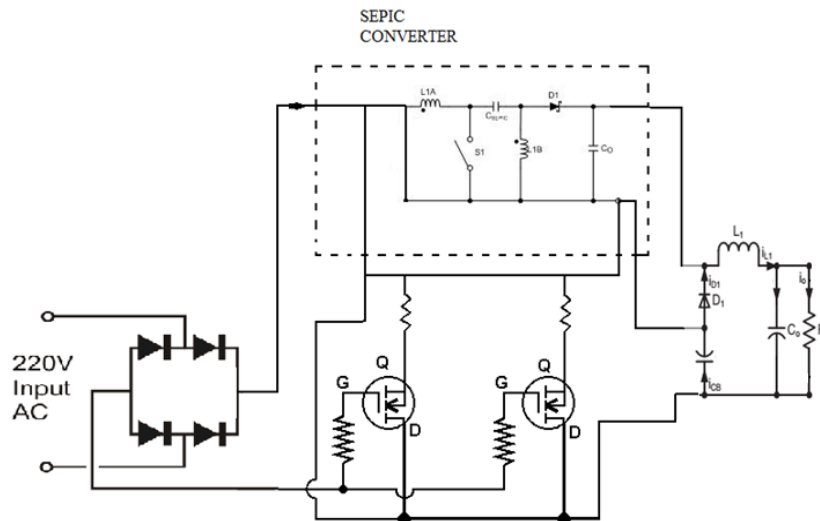 SEPIC
CONVERTER
L1A
D1
S1
L1B
CO
L1
iL1
io
iD1
D1
Co
R
iCB
220V
Input
AC
Q
G
D
Q
G
D